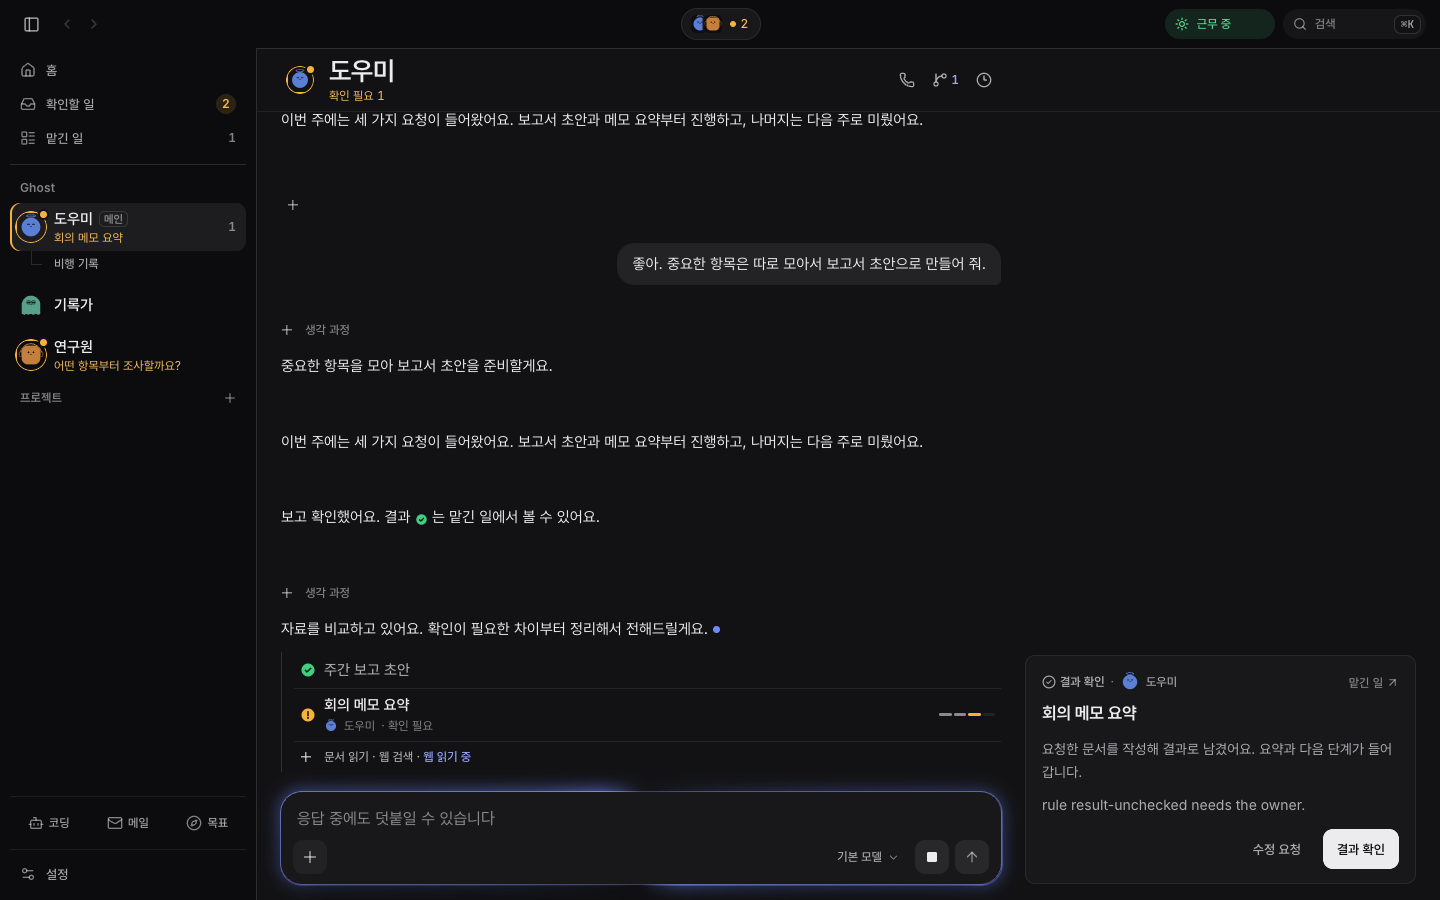 2
근무 중
검색
⌘K
홈
확인할 일
2
맡긴 일
1
Ghost
도우미
메인
회의 메모 요약
1
비행 기록
기록가
연구원
어떤 항목부터 조사할까요?
프로젝트
코딩
메일
목표
설정
도우미
확인 필요 1
1
이번 주에는 세 가지 요청이 들어왔어요. 보고서 초안과 메모 요약부터 진행하고, 나머지는 다음 주로 미뤘어요.
좋아. 중요한 항목은 따로 모아서 보고서 초안으로 만들어 줘.
생각 과정
중요한 항목을 모아 보고서 초안을 준비할게요.
이번 주에는 세 가지 요청이 들어왔어요. 보고서 초안과 메모 요약부터 진행하고, 나머지는 다음 주로 미뤘어요.
보고 확인했어요. 결과 는 맡긴 일에서 볼 수 있어요.
생각 과정
자료를 비교하고 있어요. 확인이 필요한 차이부터 정리해서 전해드릴게요.
주간 보고 초안
회의 메모 요약
도우미 · 확인 필요
문서 읽기 · 웹 검색 · 웹 읽기 중
응답 중에도 덧붙일 수 있습니다
기본 모델
결과 확인 · 도우미
맡긴 일
회의 메모 요약
요청한 문서를 작성해 결과로 남겼어요. 요약과 다음 단계가 들어
갑니다.
rule result-unchecked needs the owner.
수정 요청
결과 확인